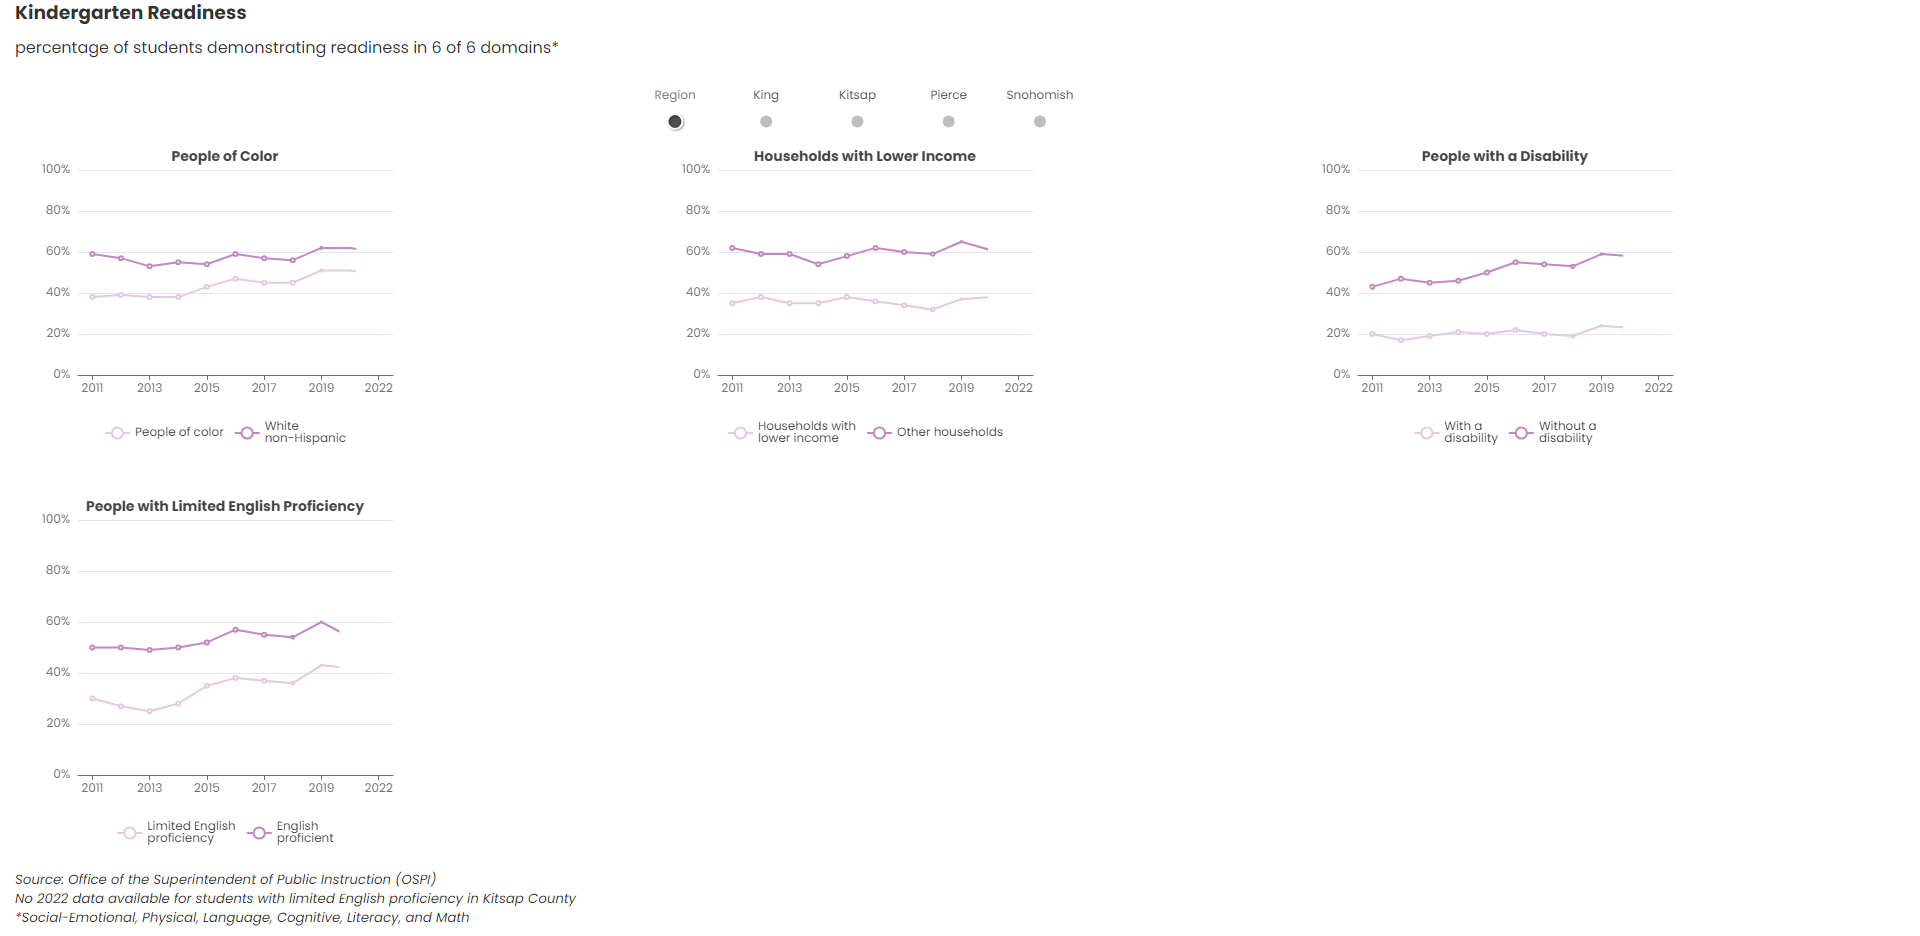 Kindergarten Readiness
percentage of students demonstrating readiness in 6 of 6 domains*
Region King Kitsap Pierce Snohomish
People of Color
100%
80%
60%
40%
20%
0%
2011 2013 2015 2017 2019 2022
People of color
White
non-Hispanic
Households with Lower Income
100%
80%
60%
40%
20%
0%
2011 2013 2015 2017 2019 2022
Households with
lower income
Other households
People with a Disability
100%
80%
60%
40%
20%
0%
2011 2013 2015 2017 2019 2022
With a
disability
Without a
disability
People with Limited English Proficiency
100%
80%
60%
40%
20%
0%
2011 2013 2015 2017 2019 2022
Limited English
proficiency
English
proficient
Source: Office of the Superintendent of Public Instruction (OSPI)
No 2022 data available for students with limited English proficiency in Kitsap County
*Social-Emotional, Physical, Language, Cognitive, Literacy, and Math